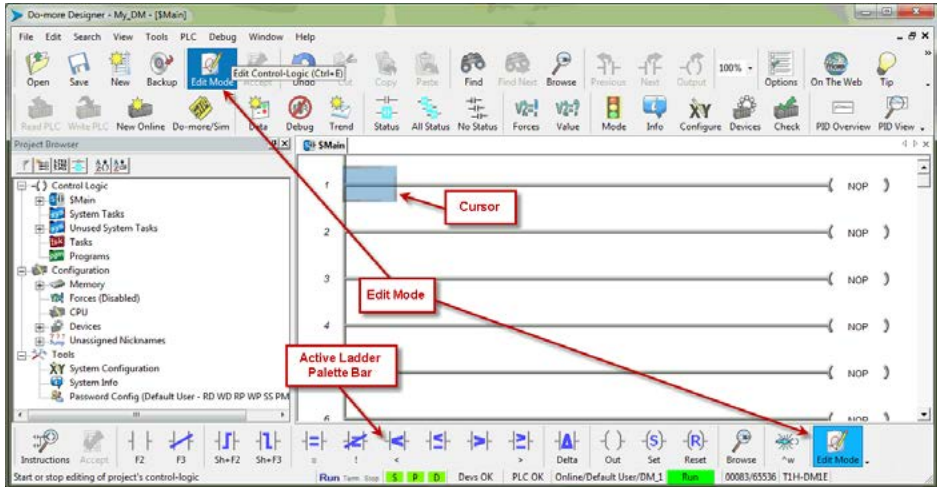 Do-more Designer - My_DM - [$Main]
File Edit Search View Tools PLC Debug Window Help
Open Save New Backup Edit Mode Accept Undo Cut Copy Paste Find Find Next Browse Previous Next Output 100% Options On The Web Tip
Edit Control-Logic (Ctrl+E)
Read PLC Write PLC New Online Do-more/Sim Data Debug Trend Status All Status No Status Forces Value Mode Info Configure Devices Check PID Overview PID View
Project Browser
$Main
Control Logic
$Main
System Tasks
Unused System Tasks
Tasks
Programs
Configuration
Memory
Forces (Disabled)
CPU
Devices
Unassigned Nicknames
Tools
System Configuration
System Info
Password Config (Default User - RD WD RP WP SS PM
1 NOP
Cursor
2 NOP
3 NOP
Edit Mode
4 NOP
Active Ladder
Palette Bar
NOP
6 NOP
Instructions Accept F2 F3 Sh+F2 Sh+F3 = ! < > Delta Out Set Reset Browse ^w Edit Mode
Start or stop editing of project's control-logic
Run Term Stop S P D Devs OK PLC OK Online/Default User/DM_1 Run 00083/65536 T1H-DM1E